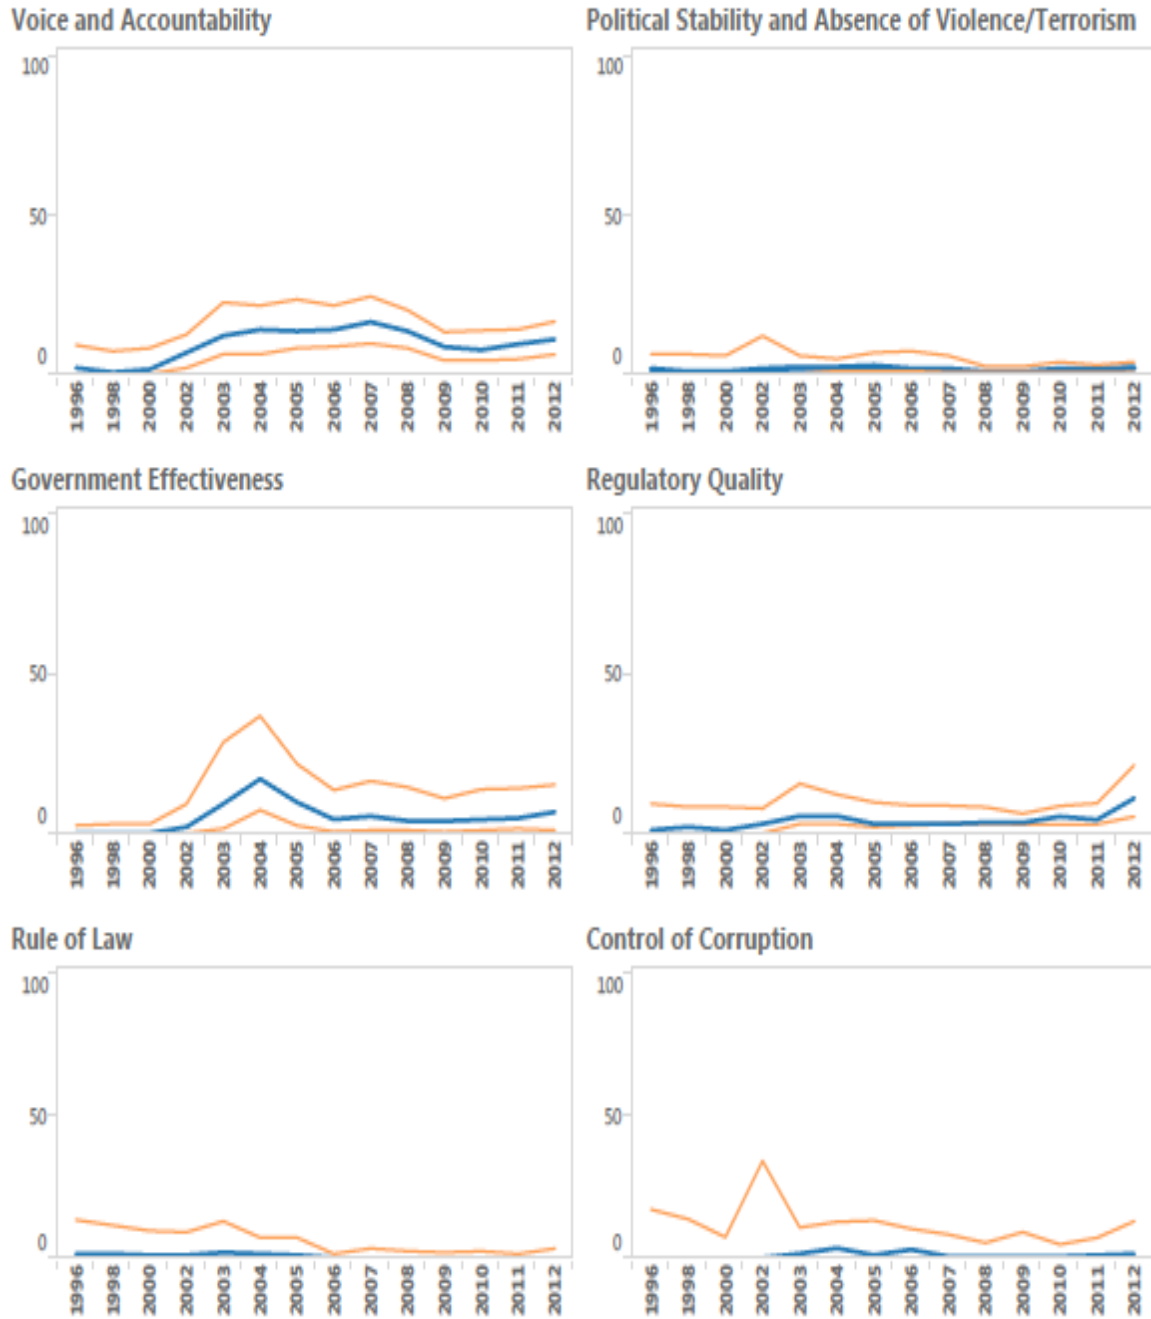 Voice and Accountability
100
50
0
1996 1998 2000 2002 2003 2004 2005 2006 2007 2008 2009 2010 2011 2012
Political Stability and Absence of Violence/Terrorism
100
50
0
1996 1998 2000 2002 2003 2004 2005 2006 2007 2008 2009 2010 2011 2012
Government Effectiveness
100
50
0
1996 1998 2000 2002 2003 2004 2005 2006 2007 2008 2009 2010 2011 2012
Regulatory Quality
100
50
0
1996 1998 2000 2002 2003 2004 2005 2006 2007 2008 2009 2010 2011 2012
Rule of Law
100
50
0
1996 1998 2000 2002 2003 2004 2005 2006 2007 2008 2009 2010 2011 2012
Control of Corruption
100
50
0
1996 1998 2000 2002 2003 2004 2005 2006 2007 2008 2009 2010 2011 2012